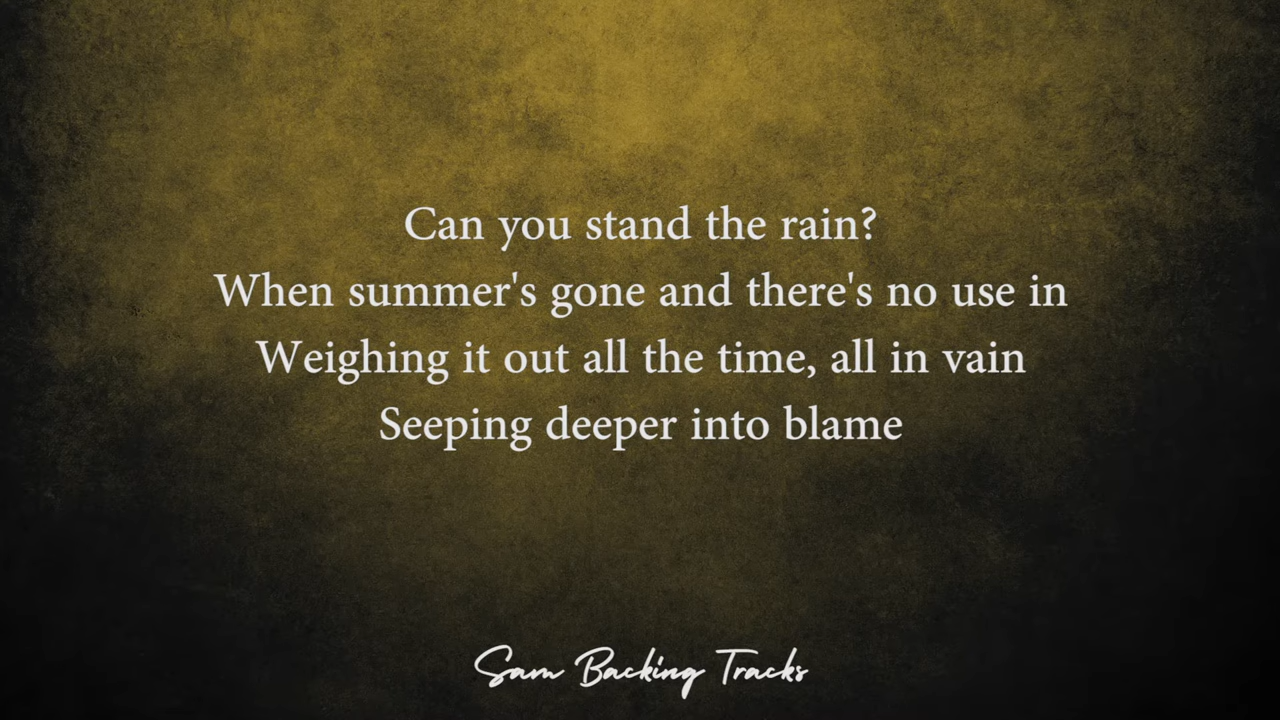 Can you stand the rain?
When summer's gone and there's no use in
Weighing it out all the time, all in vain
Seeping deeper into blame
Sam Backing Tracks